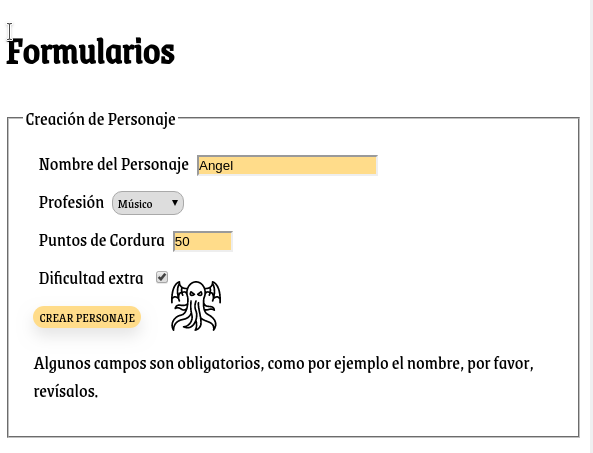 Formularios
Creación de Personaje
Nombre del Personaje Angel
Profesión Músico
Puntos de Cordura 50
Dificultad extra
CREAR PERSONAJE
Algunos campos son obligatorios, como por ejemplo el nombre, por favor,
revísalos.